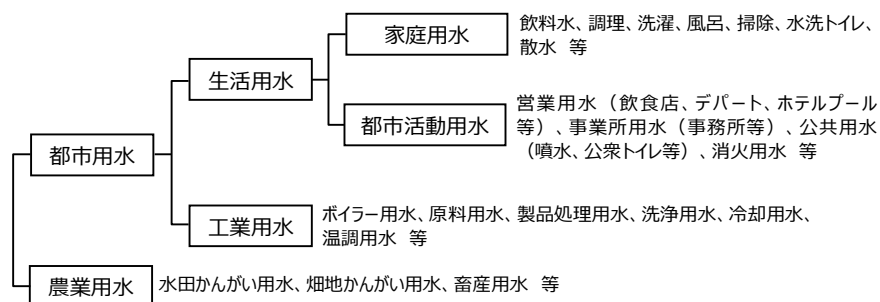 家庭用水
飲料水、調理、洗濯、風呂、掃除、水洗トイレ、
散水 等
生活用水
都市活動用水
営業用水（飲食店、デパート、ホテルプール
等）、事業所用水（事務所等）、公共用水
（噴水、公衆トイレ等）、消火用水 等
都市用水
工業用水
ボイラー用水、原料用水、製品処理用水、洗浄用水、冷却用水、
温調用水 等
農業用水
水田かんがい用水、畑地かんがい用水、畜産用水 等